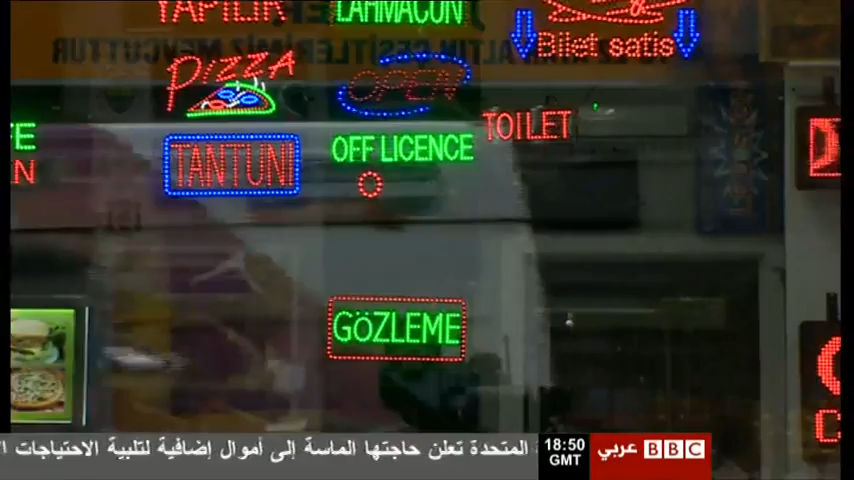 YAPILIR
LAHMACUN
Bilet satis
PIZZA
OPEN
TOILET
OFF LICENCE
TANTUNI
GÖZLEME
المتحدة تعلن حاجتها الماسة إلى أموال إضافية لتلبية الاحتياجات
18:50
GMT
عربي BBC